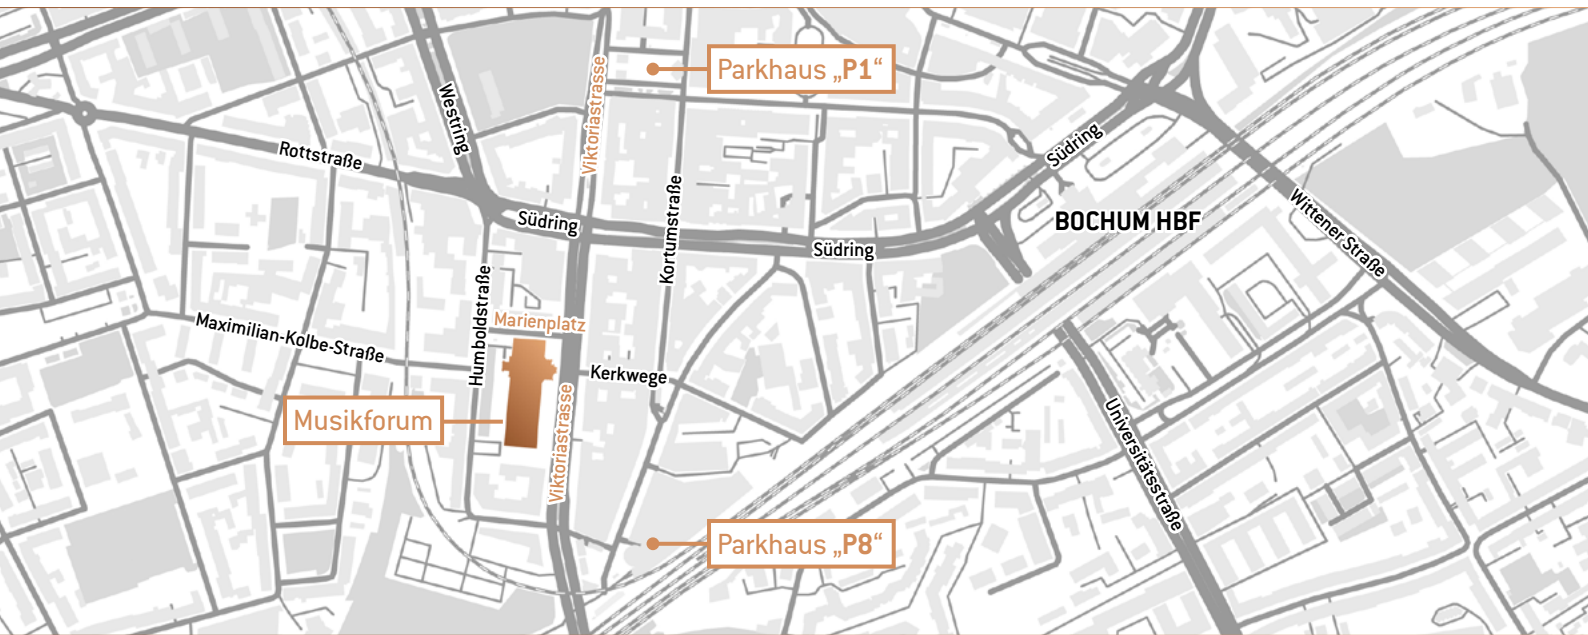 Parkhaus „P1“
Westring
Viktoriastrasse
Rottstraße
Südring
Südring
Südring
Kortumstraße
BOCHUM HBF
Wittener Straße
Humboldstraße
Marienplatz
Maximilian-Kolbe-Straße
Kerkwege
Musikforum
Viktoriastrasse
Universitätsstraße
Parkhaus „P8“